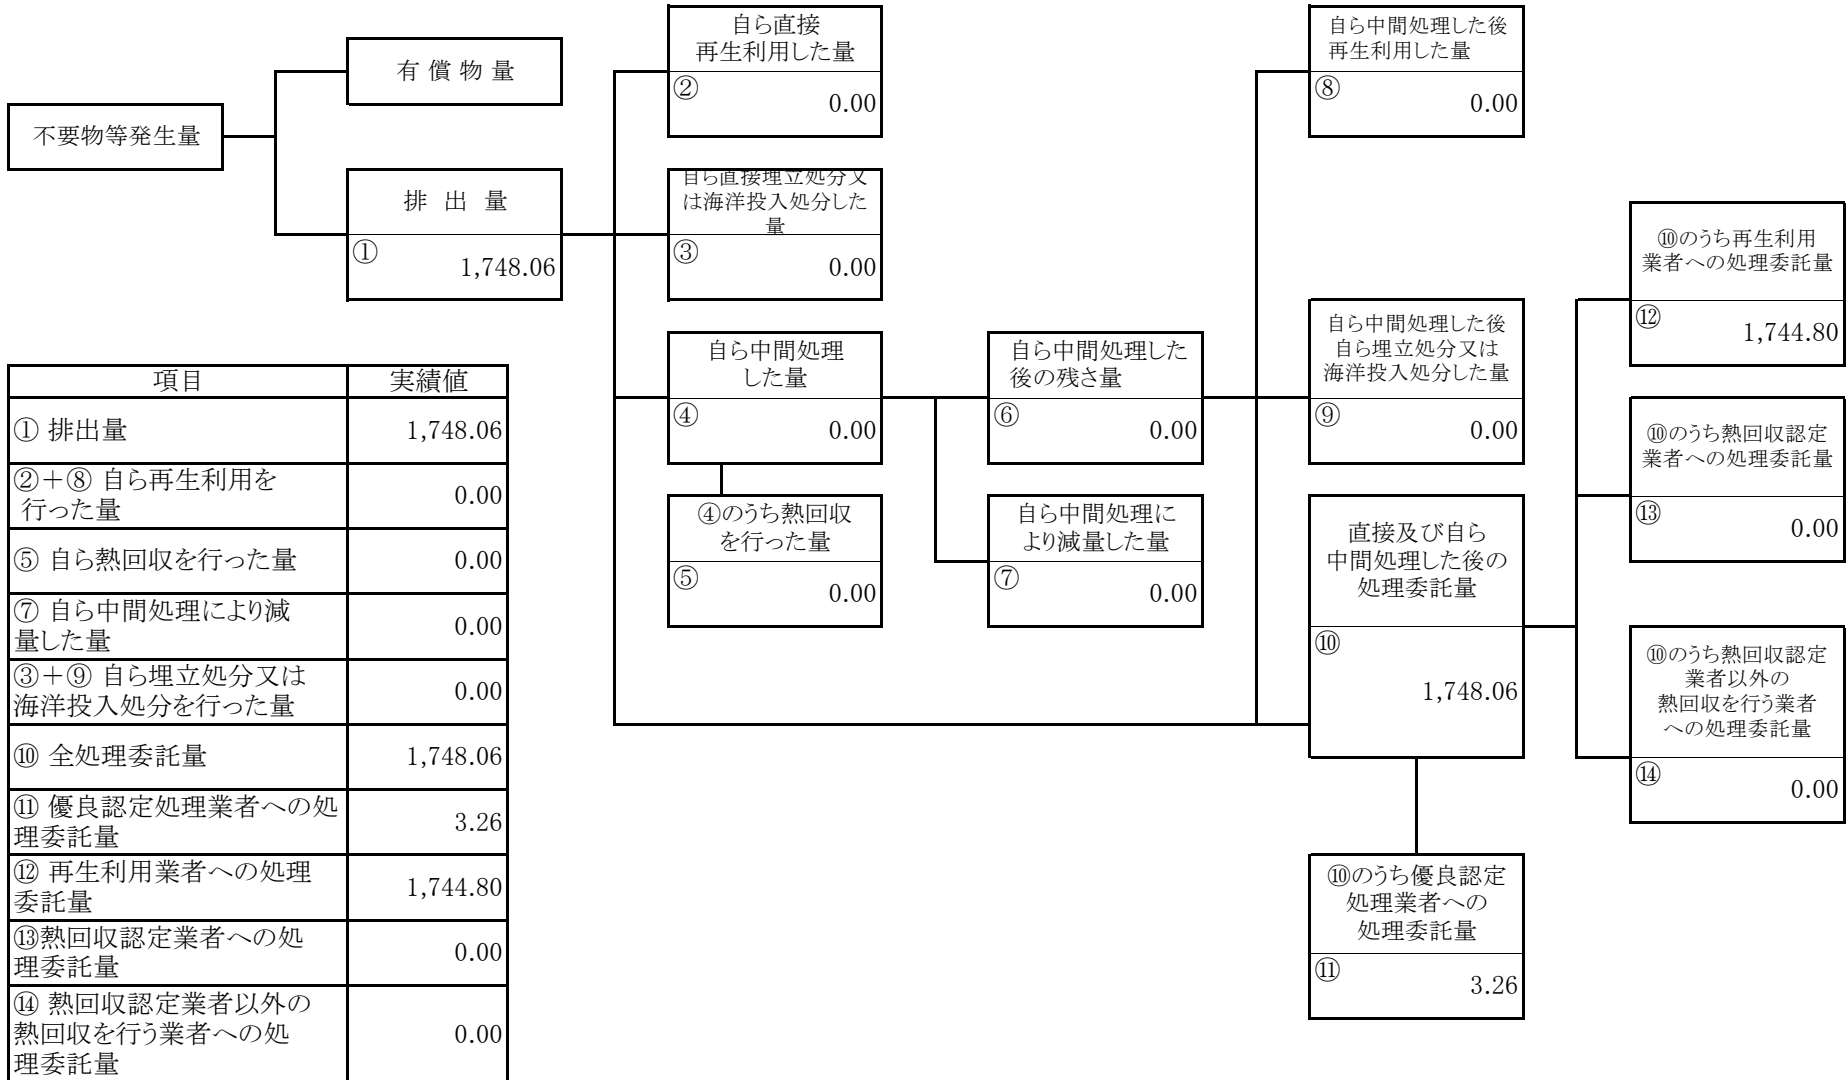 不要物等発生量
有 償 物 量
排 出 量
①
1,748.06
自ら直接
再生利用した量
②
0.00
自ら直接埋立処分又
は海洋投入処分した
量
③
0.00
自ら中間処理
した量
④
0.00
④のうち熱回収
を行った量
⑤
0.00
自ら中間処理した
後の残さ量
⑥
0.00
自ら中間処理に
より減量した量
⑦
0.00
自ら中間処理した後
再生利用した量
⑧
0.00
自ら中間処理した後
自ら埋立処分又は
海洋投入処分した量
⑨
0.00
直接及び自ら
中間処理した後の
処理委託量
⑩
1,748.06
⑩のうち優良認定
処理業者への
処理委託量
⑪
3.26
⑩のうち再生利用
業者への処理委託量
⑫
1,744.80
⑩のうち熱回収認定
業者への処理委託量
⑬
0.00
⑩のうち熱回収認定
業者以外の
熱回収を行う業者
への処理委託量
⑭
0.00
項目 実績値
① 排出量 1,748.06
②＋⑧ 自ら再生利用を
行った量
0.00
⑤ 自ら熱回収を行った量 0.00
⑦ 自ら中間処理により減
量した量
0.00
③＋⑨ 自ら埋立処分又は
海洋投入処分を行った量
0.00
⑩ 全処理委託量 1,748.06
⑪ 優良認定処理業者への処
理委託量
3.26
⑫ 再生利用業者への処理
委託量
1,744.80
⑬熱回収認定業者への処
理委託量
0.00
⑭ 熱回収認定業者以外の
熱回収を行う業者への処
理委託量
0.00